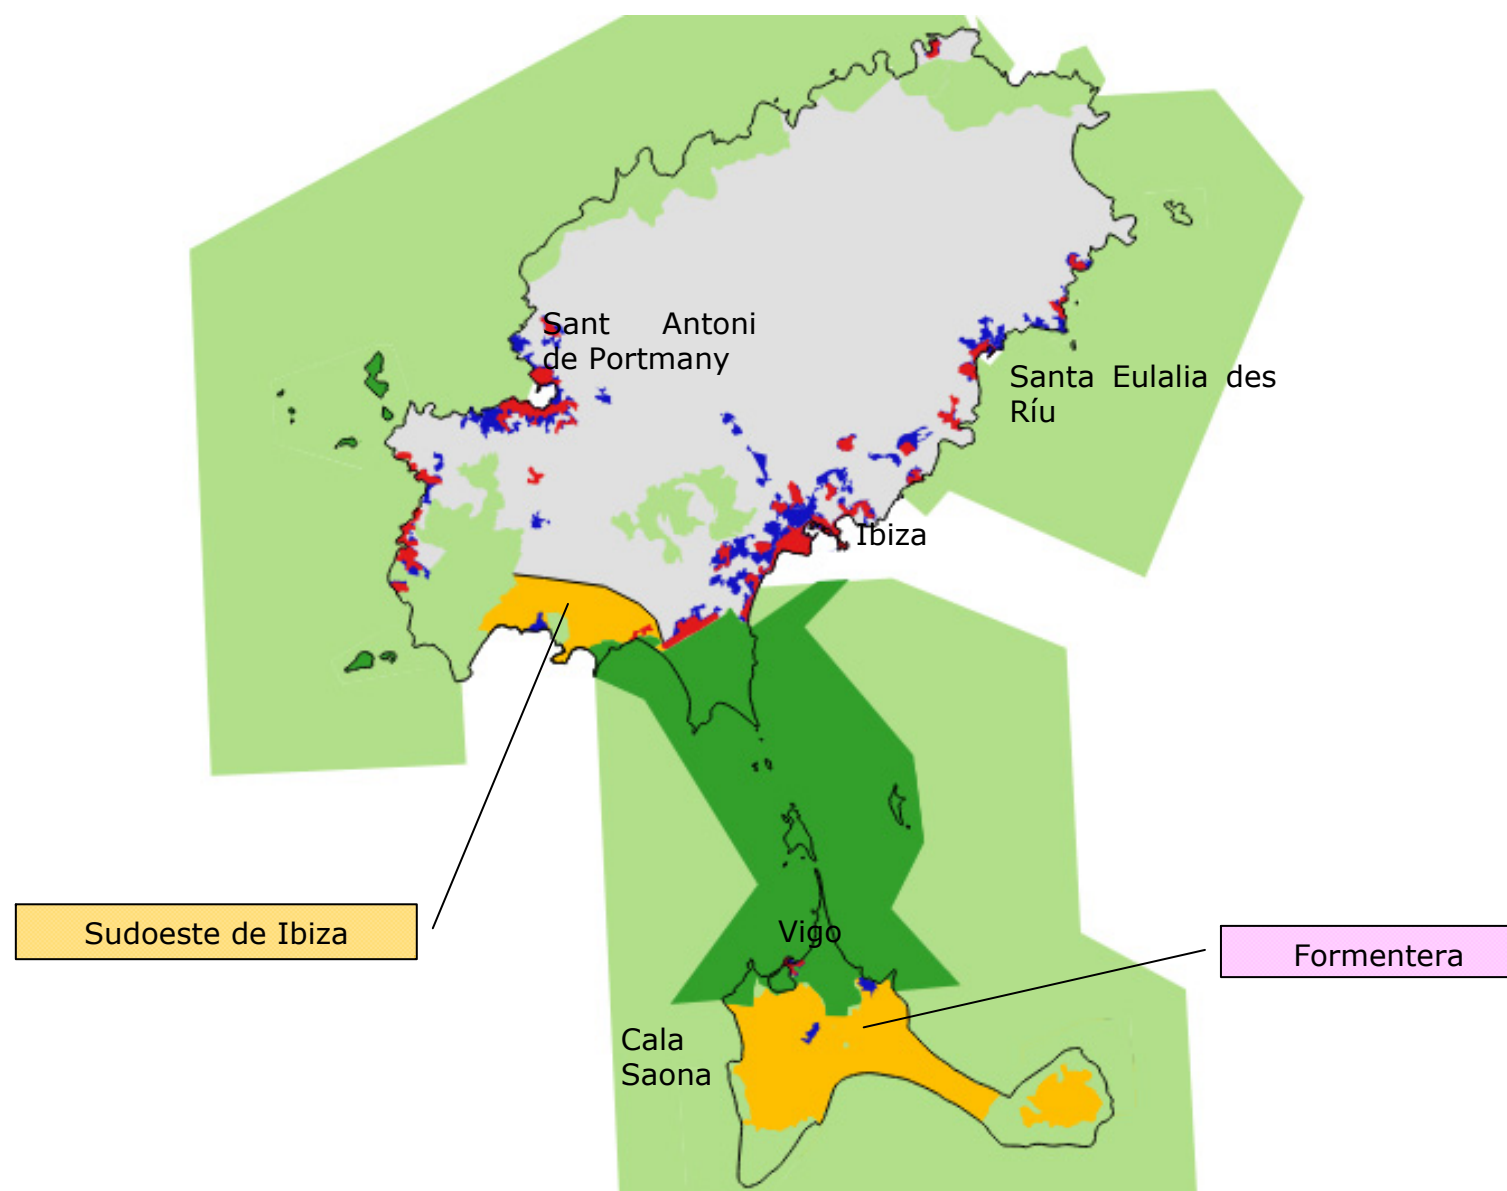 Sant Antoni
de Portmany
Santa Eulalia des
Ríu
Ibiza
Sudoeste de Ibiza
Vigo
Formentera
Cala
Saona